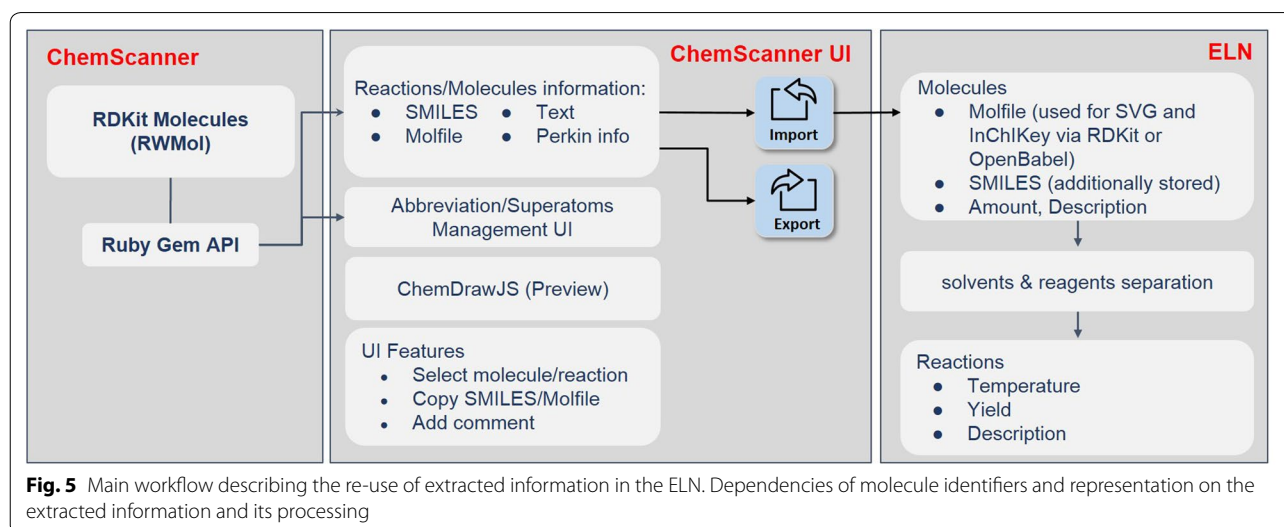 ChemScanner
RDKit Molecules
(RWMol)
Ruby Gem API
ChemScanner UI
Reactions/Molecules information:
● SMILES ● Text
● Molfile ● Perkin info
Abbreviation/Superatoms
Management UI
ChemDrawJS (Preview)
UI Features
● Select molecule/reaction
● Copy SMILES/Molfile
● Add comment
Import
Export
ELN
Molecules
● Molfile (used for SVG and
InChIKey via RDKit or
OpenBabel)
● SMILES (additionally stored)
● Amount, Description
solvents & reagents separation
Reactions
● Temperature
● Yield
● Description
Fig. 5 Main workflow describing the re-use of extracted information in the ELN. Dependencies of molecule identifiers and representation on the
extracted information and its processing